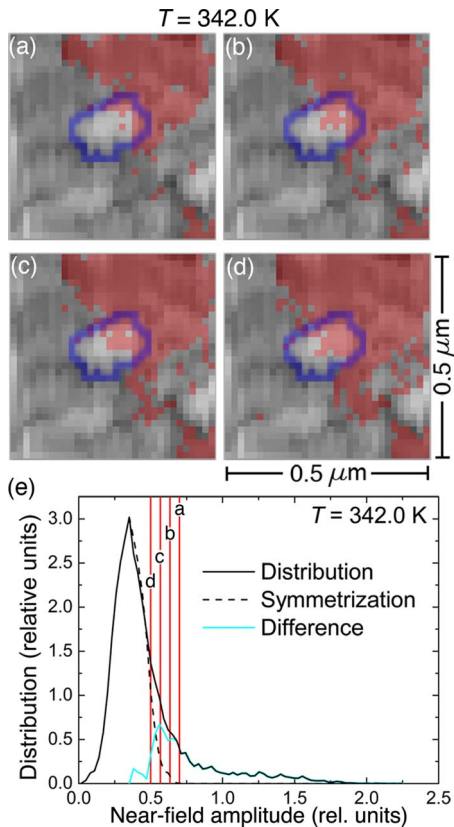 T = 342.0 K
(a)
(b)
(c)
(d)
0.5 μm
0.5 μm
(e)
T = 342.0 K
a
b
c
d
Distribution
Symmetrization
Difference
Distribution (relative units)
3.0
2.5
2.0
1.5
1.0
0.5
0.0
0.0 0.5 1.0 1.5 2.0 2.5
Near-field amplitude (rel. units)